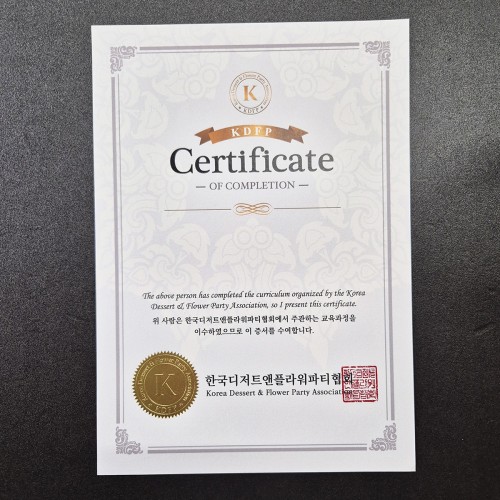 K
KDFP
KDFP
Certificate
OF COMPLETION
The above person has completed the curriculum organized by the Korea
Dessert & Flower Party Association, so I present this certificate.
위 사람은 한국디저트앤플라워파티협회에서 주관하는 교육과정을
이수하였으므로 이 증서를 수여합니다.
K
KDFP
한국디저트앤플라워파티협회
Korea Dessert & Flower Party Association